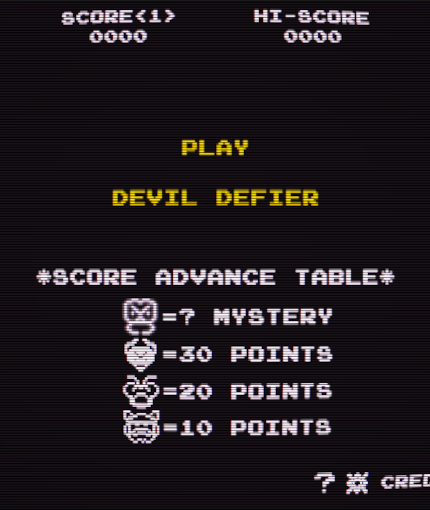 SCORE<1> HI-SCORE
0000 0000
PLAY
DEVIL DEFIER
*SCORE ADVANCE TABLE*
=? MYSTERY
=30 POINTS
=20 POINTS
=10 POINTS
? CRED